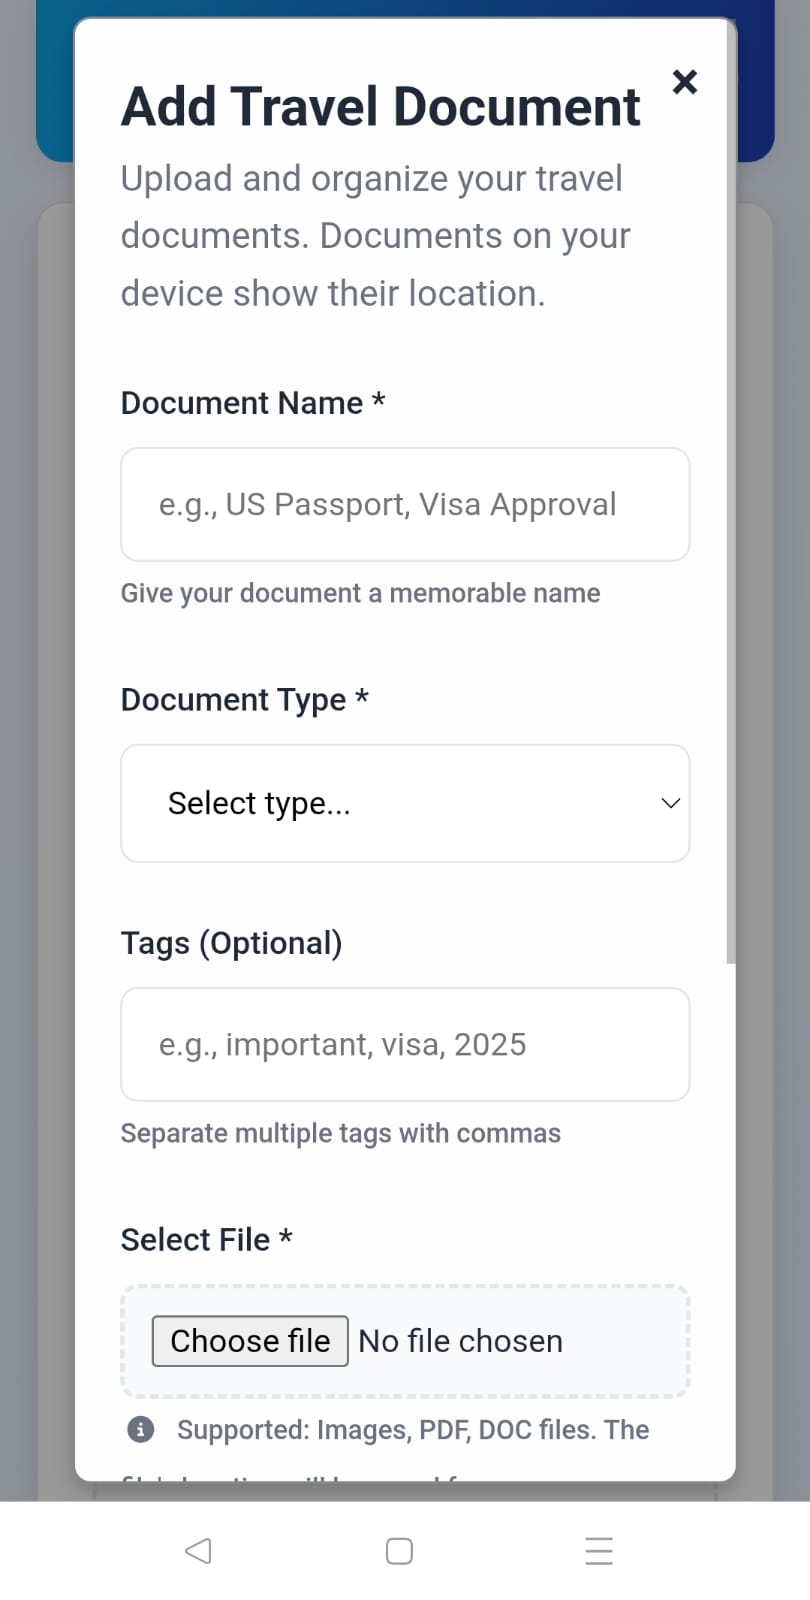 Add Travel Document
Upload and organize your travel
documents. Documents on your
device show their location.
Document Name *
e.g., US Passport, Visa Approval
Give your document a memorable name
Document Type *
Select type...
Tags (Optional)
e.g., important, visa, 2025
Separate multiple tags with commas
Select File *
Choose file No file chosen
Supported: Images, PDF, DOC files. The